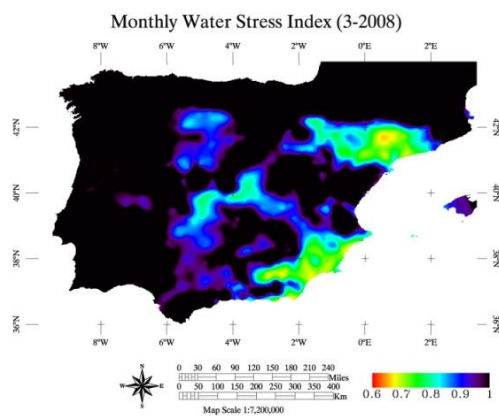 Monthly Water Stress Index (3-2008)
8°W 6°W 4°W 2°W 0°E 2°E
42°N 42°N
40°N 40°N
38°N 38°N
36°N 36°N
8°W 6°W 4°W 2°W 0°E 2°E
N
W E
S
0 30 60 90 120 150 180 210 240
Miles
0 50 100 150 200 250 300 350 400
Km
Map Scale 1:7,200,000
0.6 0.7 0.8 0.9 1